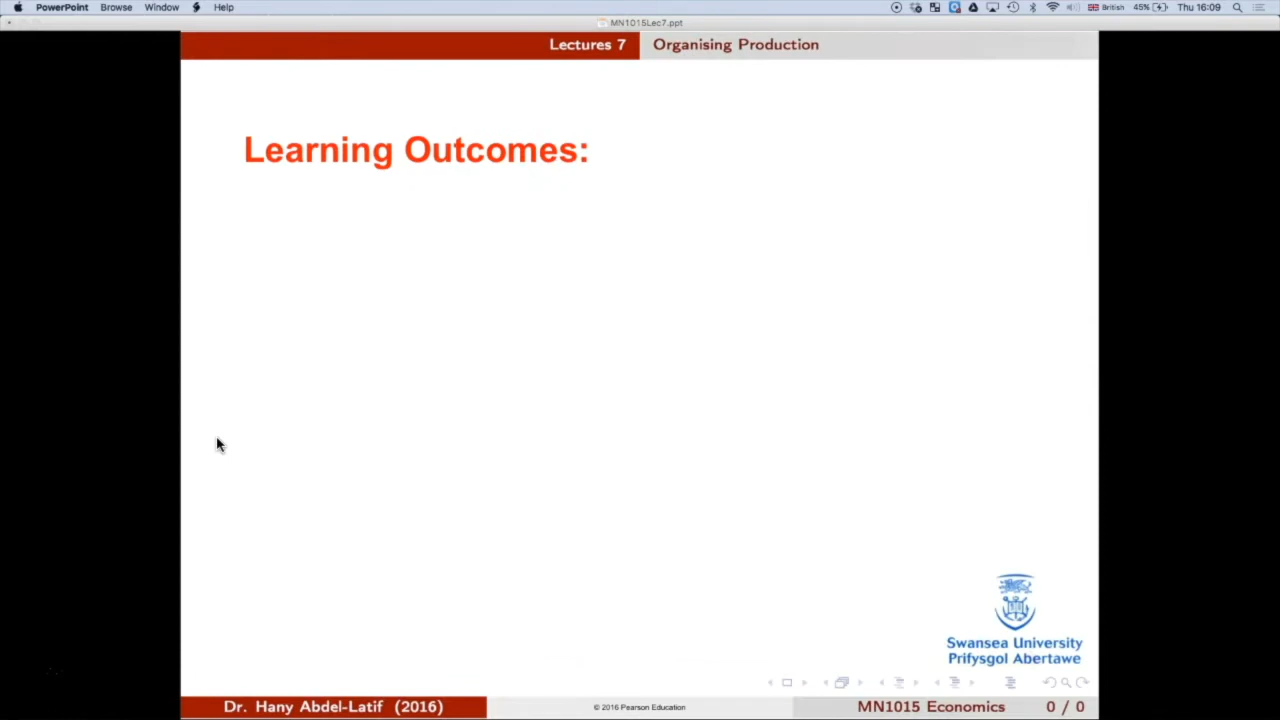 PowerPoint Browse Window Help British 45% Thu 16:09
MN1015Lec7.ppt
Lectures 7 Organising Production
Learning Outcomes:
Swansea University
Prifysgol Abertawe
Dr. Hany Abdel-Latif (2016) © 2016 Pearson Education MN1015 Economics 0 / 0